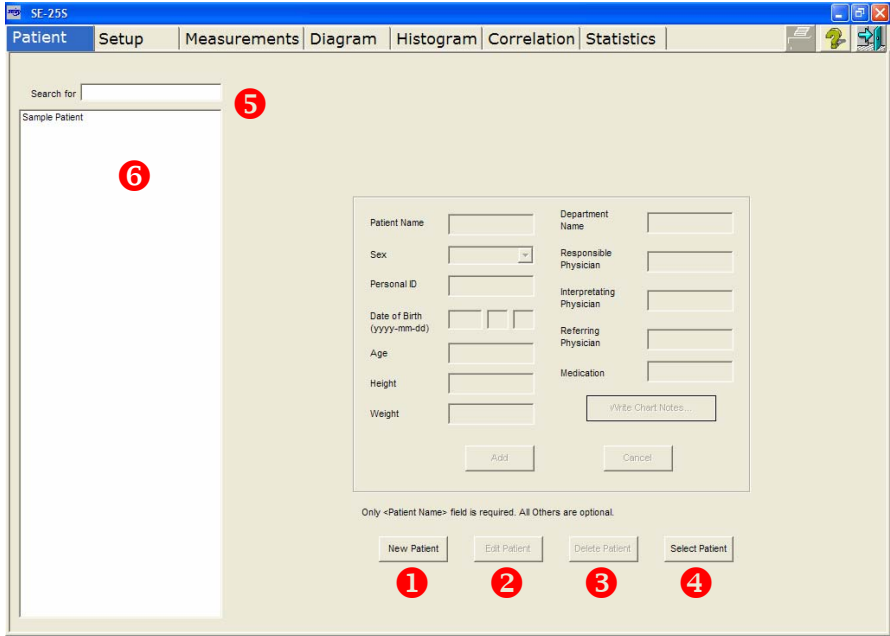 SE-25S
Patient Setup Measurements Diagram Histogram Correlation Statistics
Search for
5
Sample Patient
6
Patient Name
Sex
Personal ID
Date of Birth
(yyyy-mm-dd)
Age
Height
Weight
Department
Name
Responsible
Physician
Interpretating
Physician
Referring
Physician
Medication
Write Chart Notes...
Add Cancel
Only <Patient Name> field is required. All Others are optional.
New Patient Edit Patient Delete Patient Select Patient
1 2 3 4